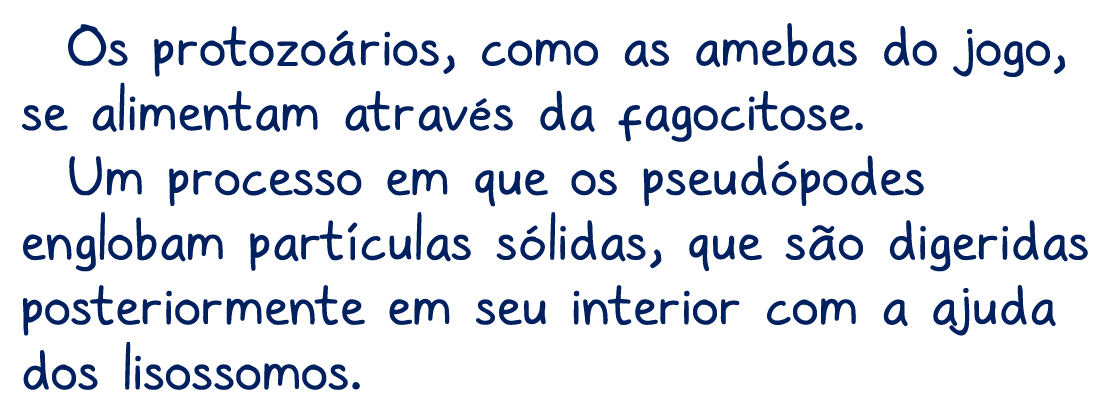 Os protozoários, como as amebas do jogo,
se alimentam através da fagocitose.
Um processo em que os pseudópodes
englobam partículas sólidas, que são digeridas
posteriormente em seu interior com a ajuda
dos lisossomos.